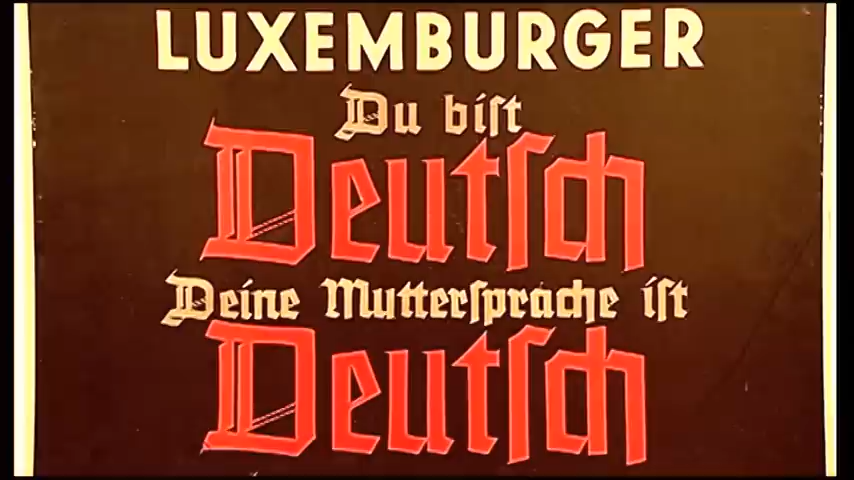 LUXEMBURGER
Du bist
Deutsch
Deine Muttersprache ist
Deutsch